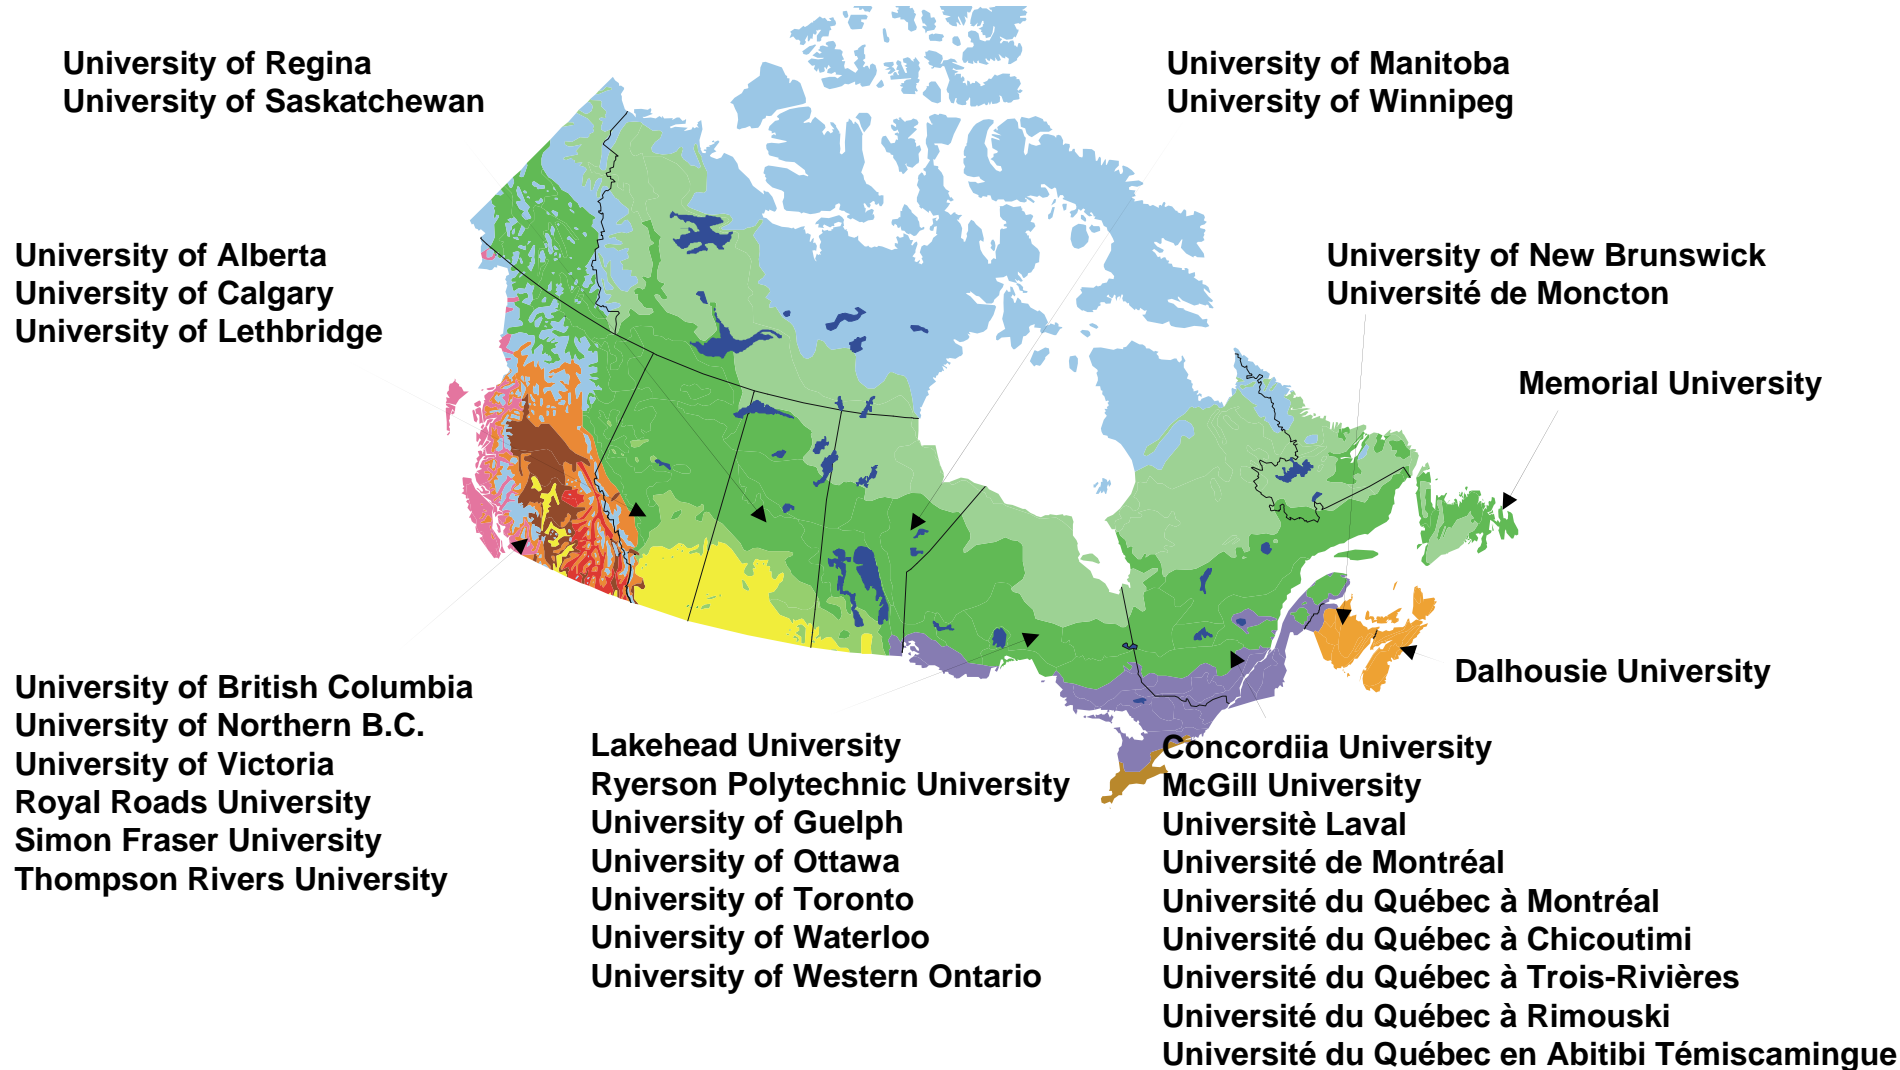 University of Regina
University of Saskatchewan
University of Manitoba
University of Winnipeg
University of Alberta
University of Calgary
University of Lethbridge
University of New Brunswick
Université de Moncton
Memorial University
Dalhousie University
University of British Columbia
University of Northern B.C.
University of Victoria
Royal Roads University
Simon Fraser University
Thompson Rivers University
Lakehead University
Ryerson Polytechnic University
University of Guelph
University of Ottawa
University of Toronto
University of Waterloo
University of Western Ontario
Concordiia University
McGill University
Universitè Laval
Université de Montréal
Université du Québec à Montréal
Université du Québec à Chicoutimi
Université du Québec à Trois-Rivières
Université du Québec à Rimouski
Université du Québec en Abitibi Témiscamingue